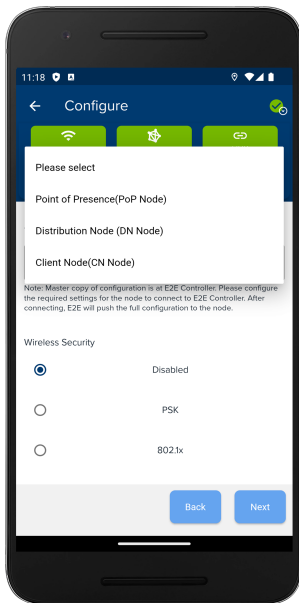 11:18
Configure
Please select
Point of Presence(PoP Node)
Distribution Node (DN Node)
Client Node(CN Node)
Note: Master copy of configuration is at E2E Controller. Please configure
the required settings for the node to connect to E2E Controller. After
connecting, E2E will push the full configuration to the node.
Wireless Security
Disabled
PSK
802.1x
Back
Next